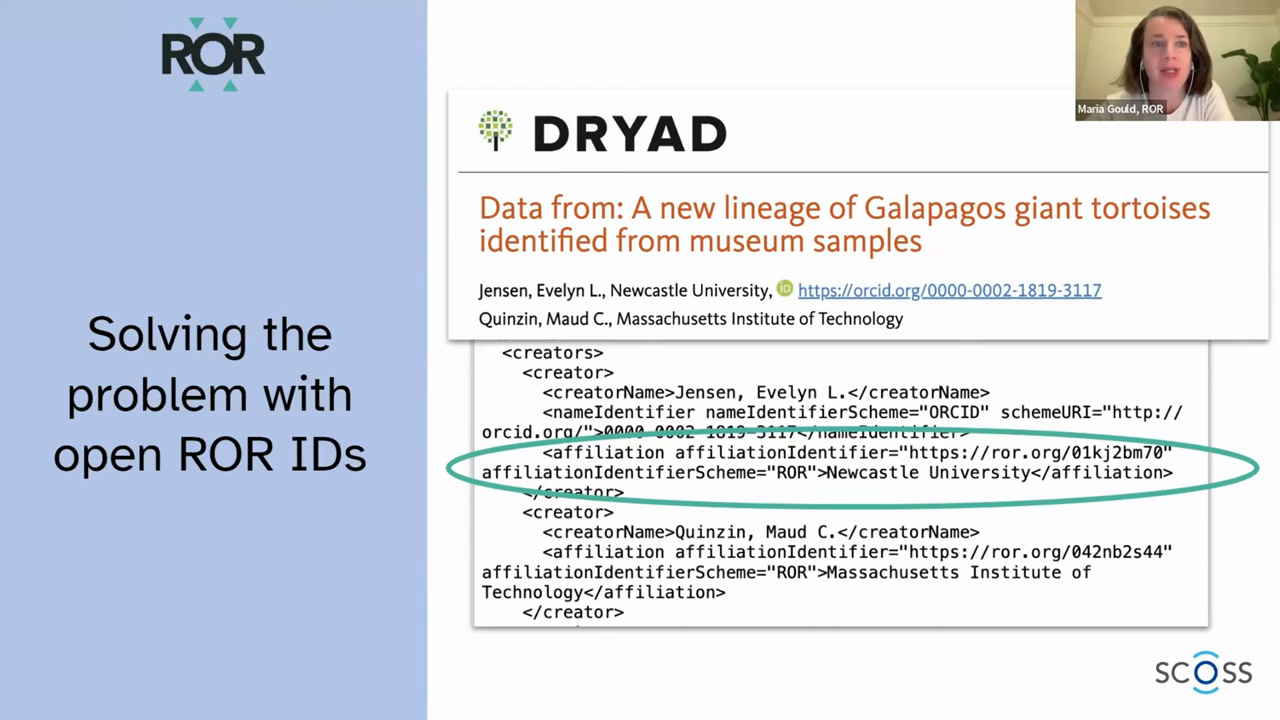 ROR
Maria Gould, ROR
DRYAD
Data from: A new lineage of Galapagos giant tortoises
identified from museum samples
Jensen, Evelyn L., Newcastle University, iD https://orcid.org/0000-0002-1819-3117
Quinzin, Maud C., Massachusetts Institute of Technology
Solving the
problem with
open ROR IDs
<creators>
<creator>
<creatorName>Jensen, Evelyn L.</creatorName>
<nameIdentifier nameIdentifierScheme="ORCID" schemeURI="http://
orcid.org/">0000-0002-1819-3117</nameIdentifier>
<affiliation affiliationIdentifier="https://ror.org/01kj2bm70"
affiliationIdentifierScheme="ROR">Newcastle University</affiliation>
</creator>
<creator>
<creatorName>Quinzin, Maud C.</creatorName>
<affiliation affiliationIdentifier="https://ror.org/042nb2s44"
affiliationIdentifierScheme="ROR">Massachusetts Institute of
Technology</affiliation>
</creator>
SCOSS